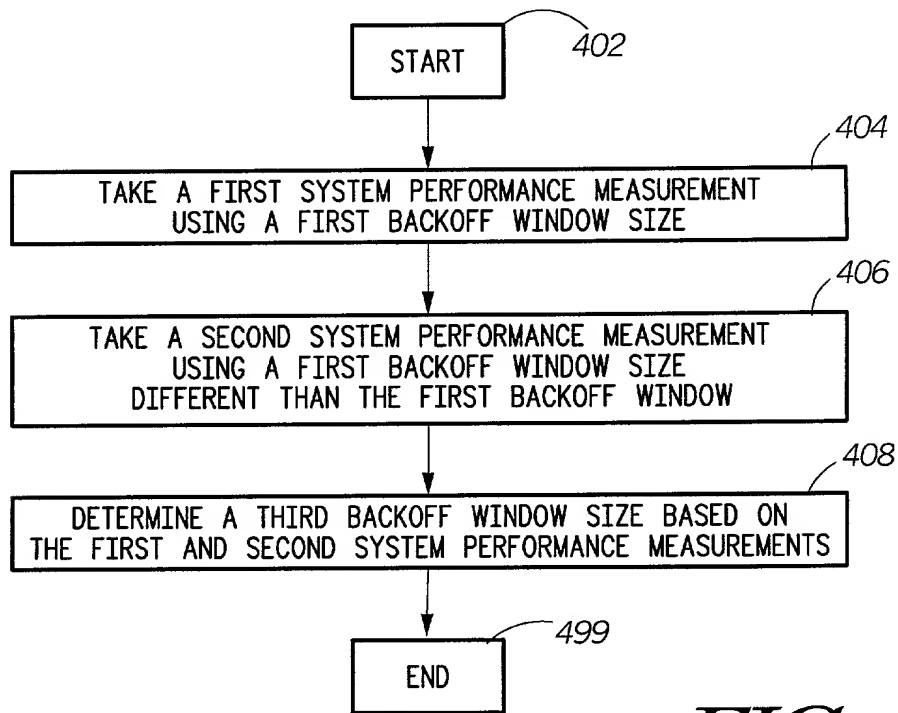 START
402
404
TAKE A FIRST SYSTEM PERFORMANCE MEASUREMENT
USING A FIRST BACKOFF WINDOW SIZE
406
TAKE A SECOND SYSTEM PERFORMANCE MEASUREMENT
USING A FIRST BACKOFF WINDOW SIZE
DIFFERENT THAN THE FIRST BACKOFF WINDOW
408
DETERMINE A THIRD BACKOFF WINDOW SIZE BASED ON
THE FIRST AND SECOND SYSTEM PERFORMANCE MEASUREMENTS
499
END